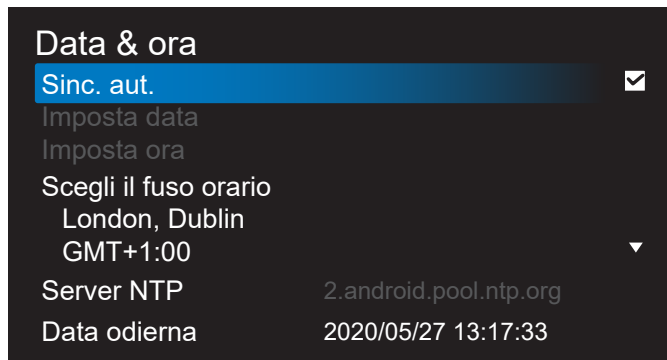 Data & ora
Sinc. aut.
Imposta data
Imposta ora
Scegli il fuso orario
London, Dublin
GMT+1:00
Server NTP 2.android.pool.ntp.org
Data odierna 2020/05/27 13:17:33